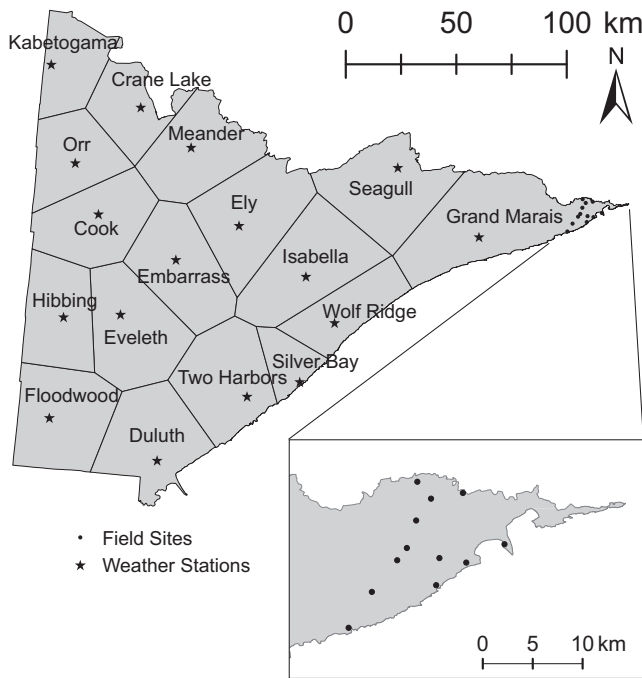 0 50 100 km
N
Kabetogama
Crane Lake
Orr
Meander
Seagull
Ely
Cook
Grand Marais
Embarrass
Isabella
Hibbing
Wolf Ridge
Eveleth
Silver Bay
Floodwood
Two Harbors
Duluth
Field Sites
Weather Stations
0 5 10 km